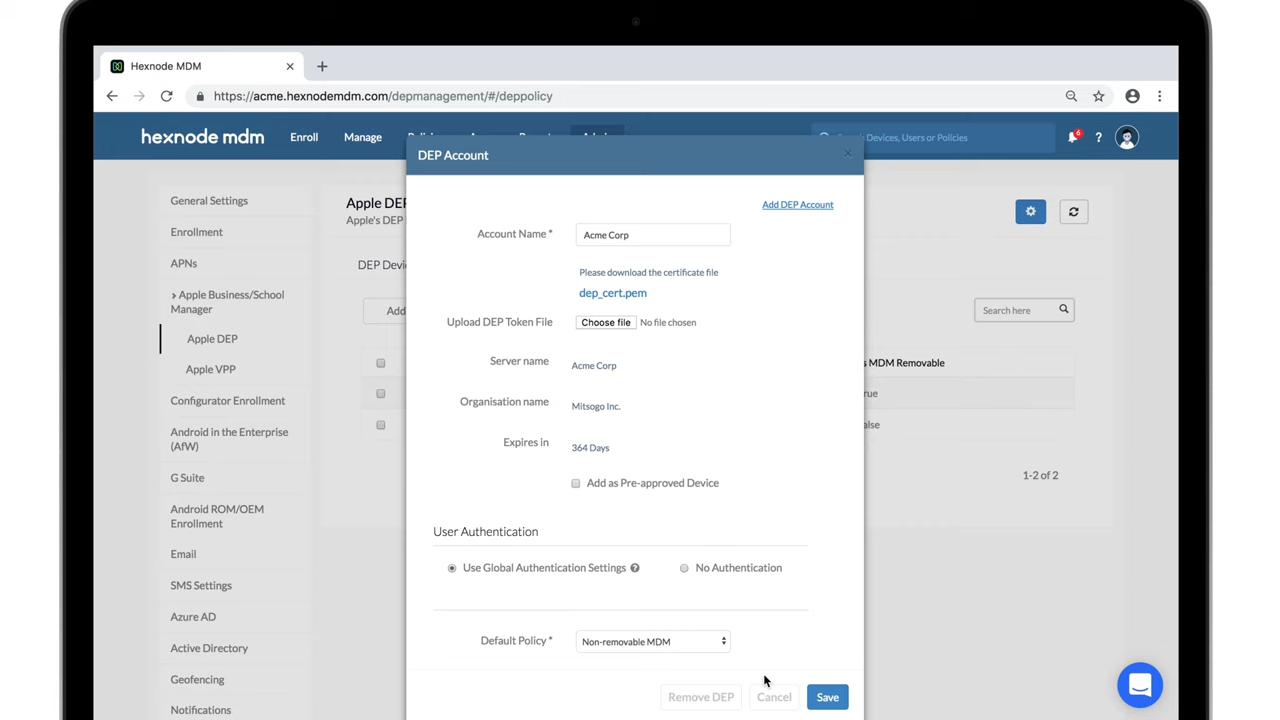 Hexnode MDM
https://acme.hexnodemdm.com/depmanagement/#/deppolicy
hexnode mdm
Enroll
Manage
Search Devices, Users or Policies
6
?
DEP Account
General Settings
Enrollment
APNs
> Apple Business/School
Manager
Apple DEP
Apple VPP
Configurator Enrollment
Android in the Enterprise
(AfW)
G Suite
Android ROM/OEM
Enrollment
Email
SMS Settings
Azure AD
Active Directory
Geofencing
Notifications
Apple DEP
Apple's DEP
DEP Devi
Add
Add DEP Account
Account Name *
Acme Corp
Please download the certificate file
dep_cert.pem
Upload DEP Token File
Choose file No file chosen
Server name
Acme Corp
Organisation name
Mitsogo Inc.
Expires in
364 Days
Add as Pre-approved Device
User Authentication
Use Global Authentication Settings ?
No Authentication
Default Policy *
Non-removable MDM
Remove DEP
Cancel
Save
Search here
s MDM Removable
rue
alse
1-2 of 2